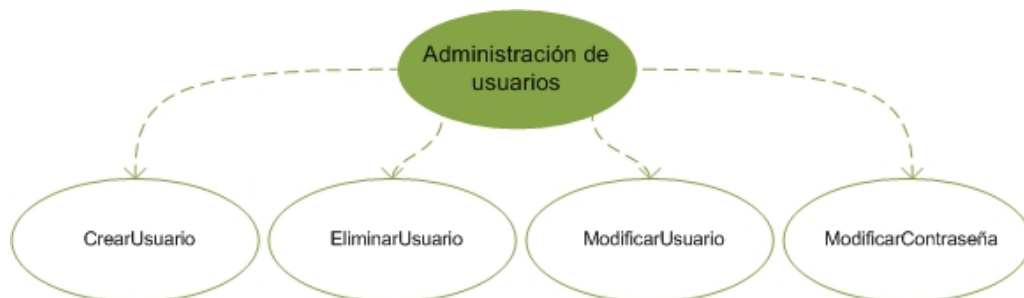 Administración de
usuarios
CrearUsuario
EliminarUsuario
ModificarUsuario
ModificarContraseña